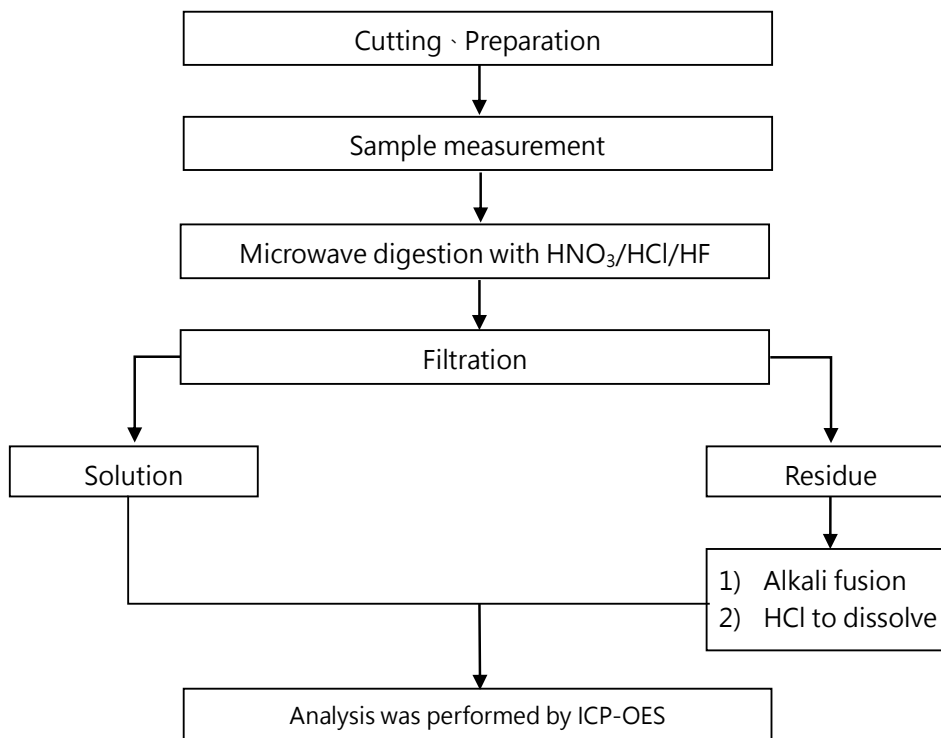 Cutting、Preparation
Sample measurement
Microwave digestion with HNO₃/HCl/HF
Filtration
Solution
Residue
1) Alkali fusion
2) HCl to dissolve
Analysis was performed by ICP-OES